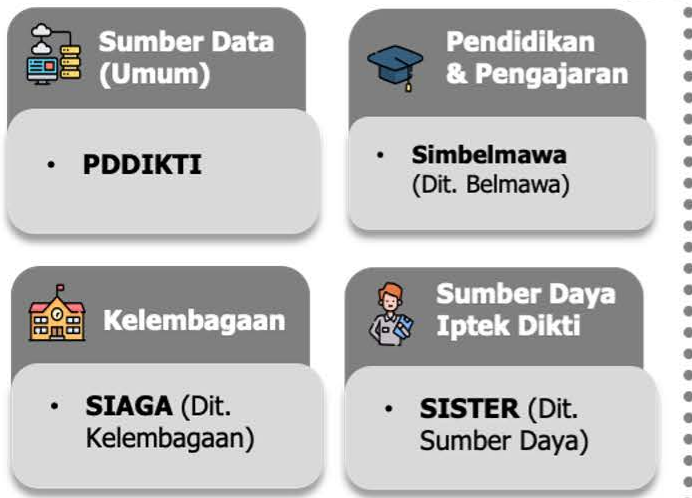 Sumber Data
(Umum)
• PDDIKTI
Pendidikan
& Pengajaran
• Simbelmawa
(Dit. Belmawa)
Kelembagaan
• SIAGA (Dit.
Kelembagaan)
Sumber Daya
Iptek Dikti
• SISTER (Dit.
Sumber Daya)